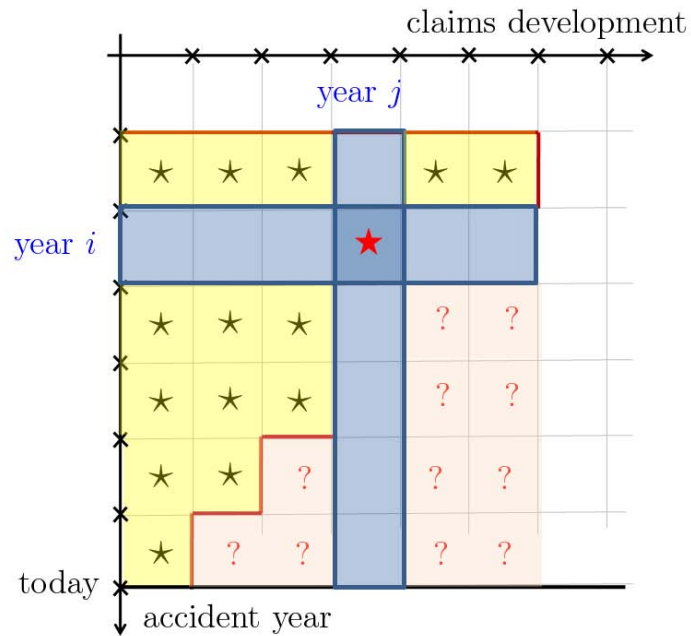 claims development
year j
year i
? ?
? ?
? ? ?
? ? ? ?
today
accident year